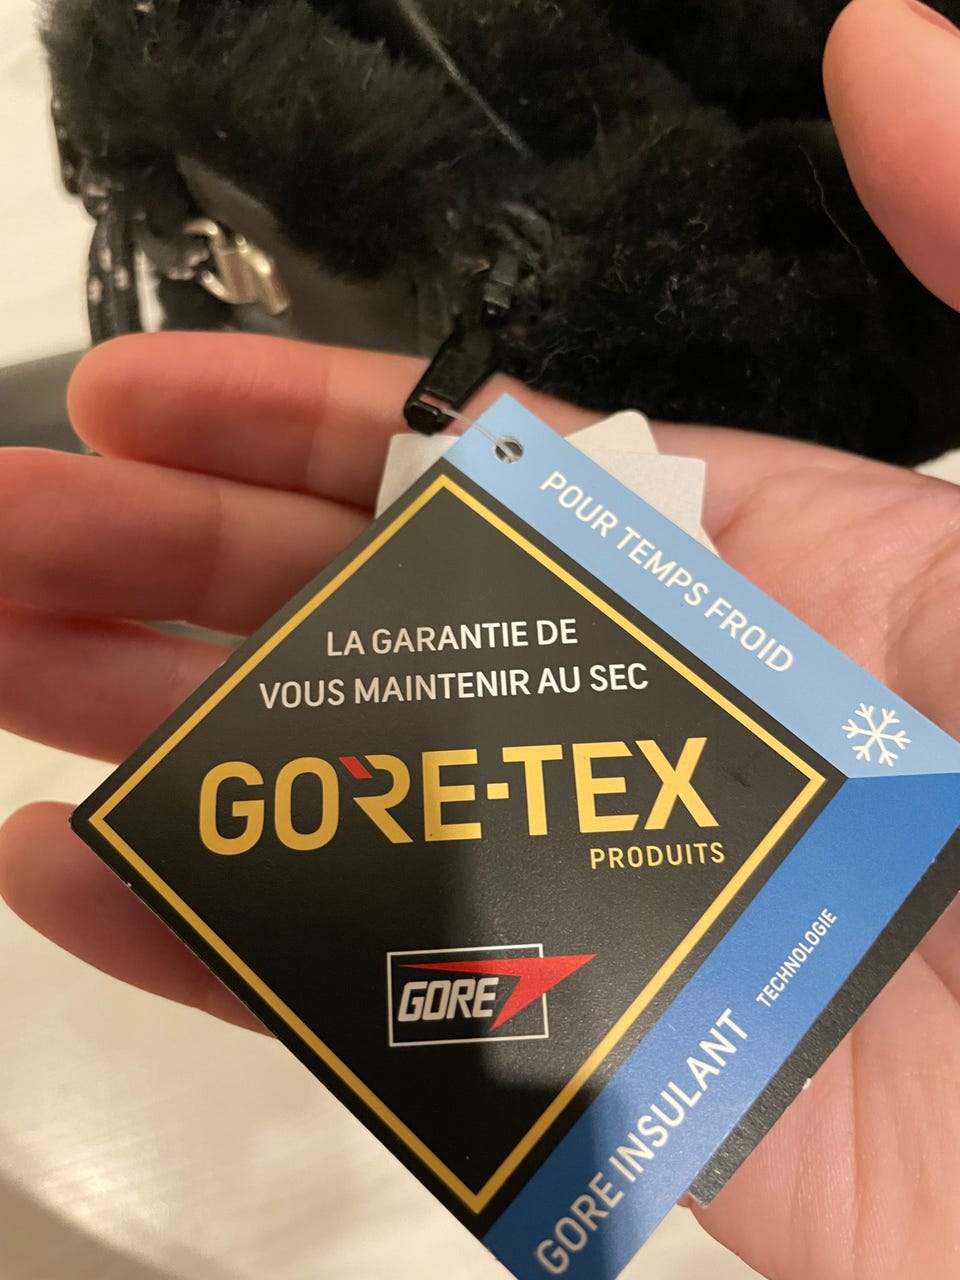 POUR TEMPS FROID
LA GARANTIE DE
VOUS MAINTENIR AU SEC
GORE-TEX
PRODUITS
GORE
GORE INSULANT TECHNOLOGIE